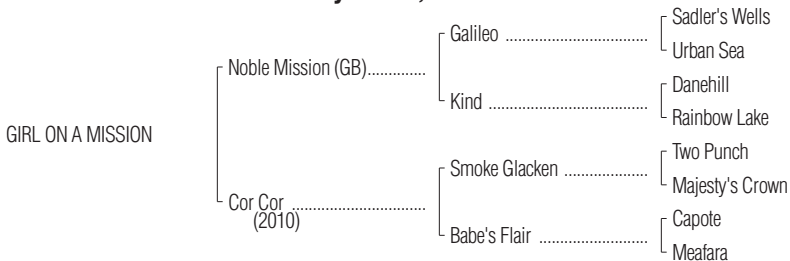 Sadler's Wells
Galileo ..............................
Urban Sea
Noble Mission (GB)..............
Danehill
Kind ..................................
Rainbow Lake
GIRL ON A MISSION
Two Punch
Smoke Glacken .................
Majesty's Crown
Cor Cor ..............................
(2010)
Capote
Babe's Flair .......................
Meafara